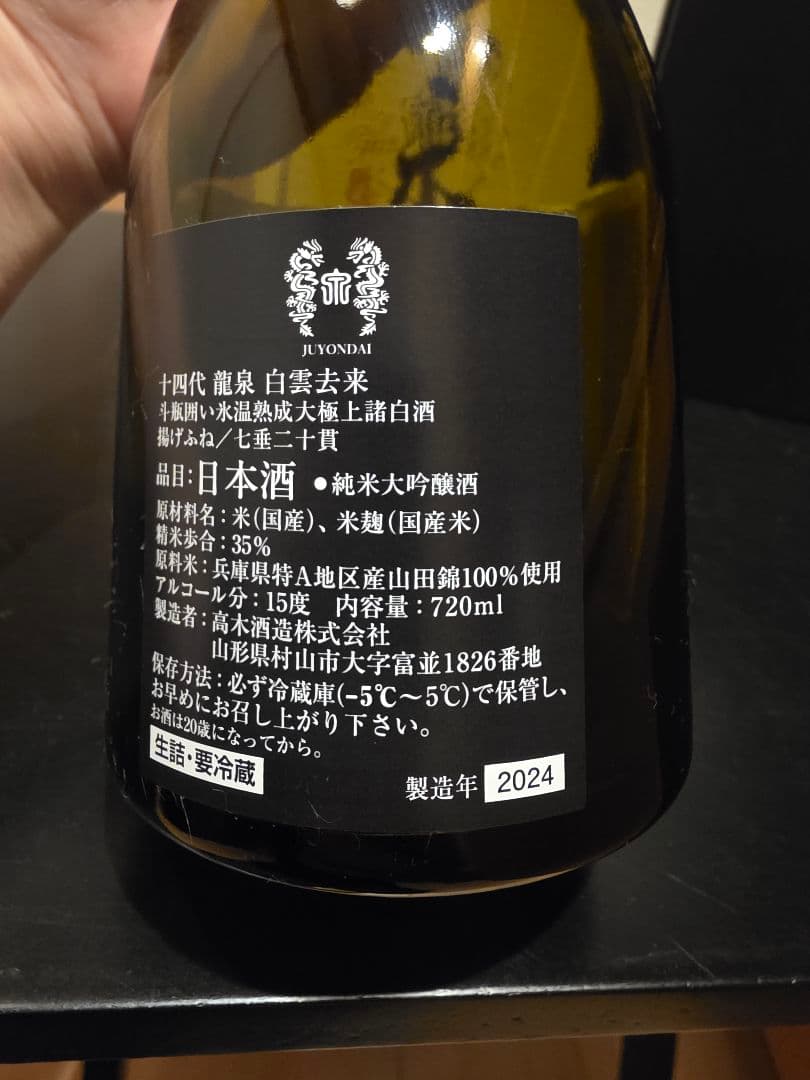 JUYONDAI
十四代 龍泉 白雲去来
斗瓶囲い氷温熟成大極上諸白酒
揚げふね/七垂二十貫
品目:日本酒 ●純米大吟醸酒
原材料名:米(国産)、米麹(国産米)
精米歩合:35%
原料米:兵庫県特A地区産山田錦100%使用
アルコール分:15度 内容量:720ml
製造者:高木酒造株式会社
山形県村山市大字富並1826番地
保存方法:必ず冷蔵庫(-5℃~5℃)で保管し、
お早めにお召し上がり下さい。
お酒は20歳になってから。
生詰・要冷蔵
製造年 2024